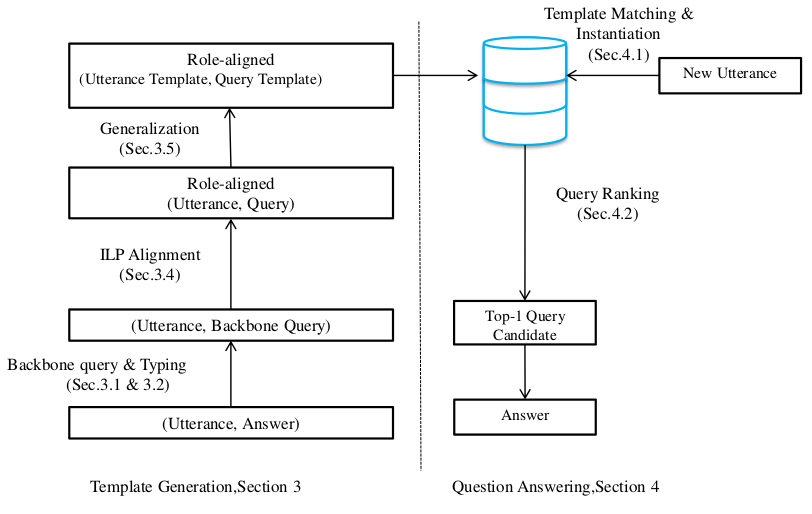 Role-aligned
(Utterance Template, Query Template)
Generalization
(Sec.3.5)
Role-aligned
(Utterance, Query)
ILP Alignment
(Sec.3.4)
(Utterance, Backbone Query)
Backbone query & Typing
(Sec.3.1 & 3.2)
(Utterance, Answer)
Template Generation,Section 3
Template Matching &
Instantiation
(Sec.4.1)
New Utterance
Query Ranking
(Sec.4.2)
Top-1 Query
Candidate
Answer
Question Answering,Section 4